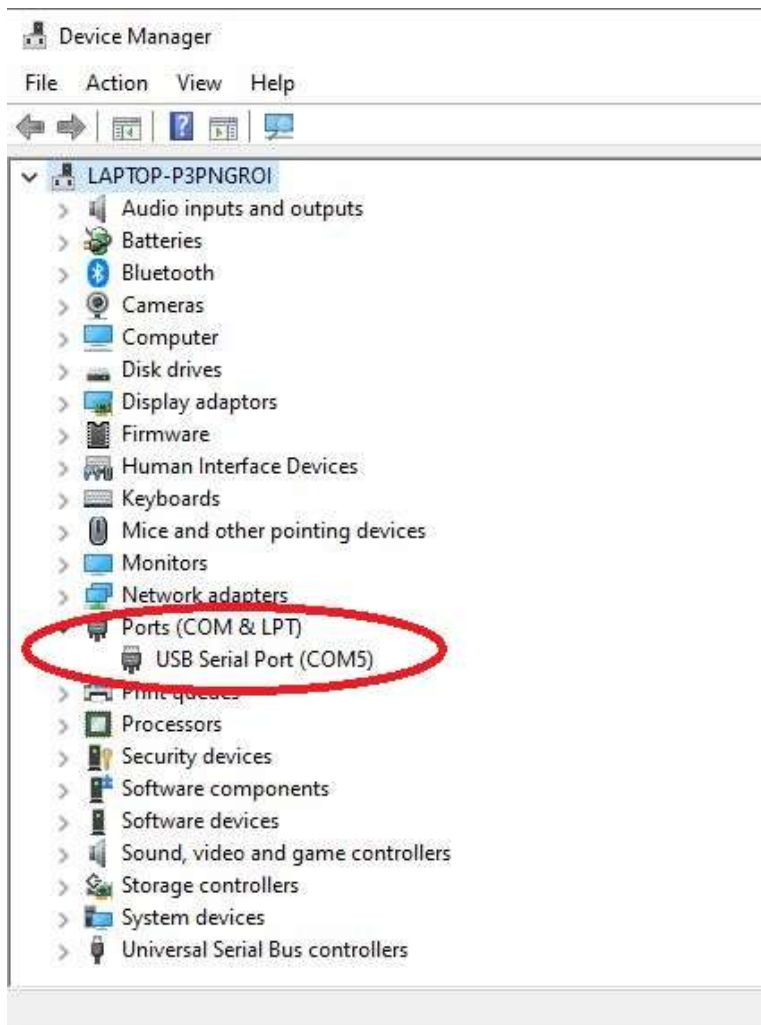 Device Manager
File Action View Help
LAPTOP-P3PNGROI
Audio inputs and outputs
Batteries
Bluetooth
Cameras
Computer
Disk drives
Display adaptors
Firmware
Human Interface Devices
Keyboards
Mice and other pointing devices
Monitors
Network adapters
Ports (COM & LPT)
USB Serial Port (COM5)
Print queues
Processors
Security devices
Software components
Software devices
Sound, video and game controllers
Storage controllers
System devices
Universal Serial Bus controllers